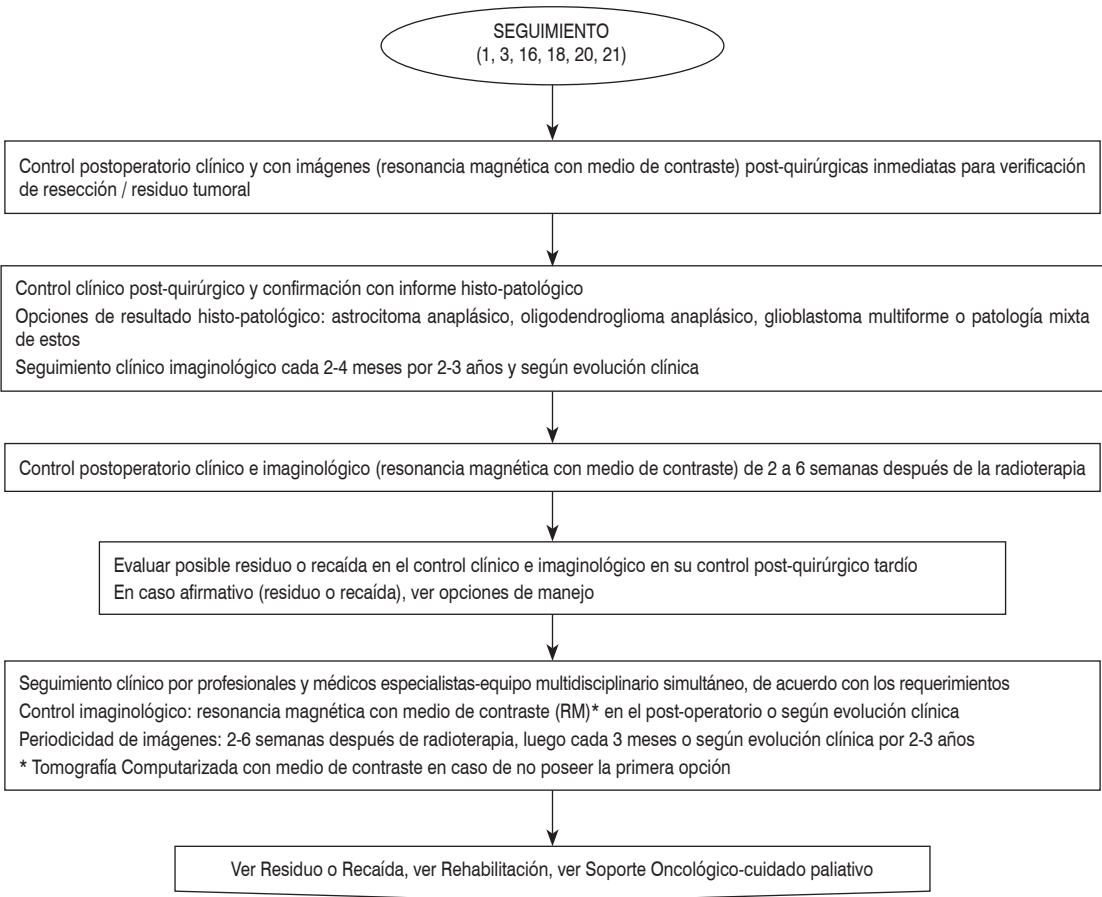 SEGUIMIENTO
(1, 3, 16, 18, 20, 21)
Control postoperatorio clínico y con imágenes (resonancia magnética con medio de contraste) post-quirúrgicas inmediatas para verificación
de resección / residuo tumoral
Control clínico post-quirúrgico y confirmación con informe histo-patológico
Opciones de resultado histo-patológico: astrocitoma anaplásico, oligodendroglioma anaplásico, glioblastoma multiforme o patología mixta
de estos
Seguimiento clínico imaginológico cada 2-4 meses por 2-3 años y según evolución clínica
Control postoperatorio clínico e imaginológico (resonancia magnética con medio de contraste) de 2 a 6 semanas después de la radioterapia
Evaluar posible residuo o recaída en el control clínico e imaginológico en su control post-quirúrgico tardío
En caso afirmativo (residuo o recaída), ver opciones de manejo
Seguimiento clínico por profesionales y médicos especialistas-equipo multidisciplinario simultáneo, de acuerdo con los requerimientos
Control imaginológico: resonancia magnética con medio de contraste (RM)* en el post-operatorio o según evolución clínica
Periodicidad de imágenes: 2-6 semanas después de radioterapia, luego cada 3 meses o según evolución clínica por 2-3 años
* Tomografía Computarizada con medio de contraste en caso de no poseer la primera opción
Ver Residuo o Recaída, ver Rehabilitación, ver Soporte Oncológico-cuidado paliativo